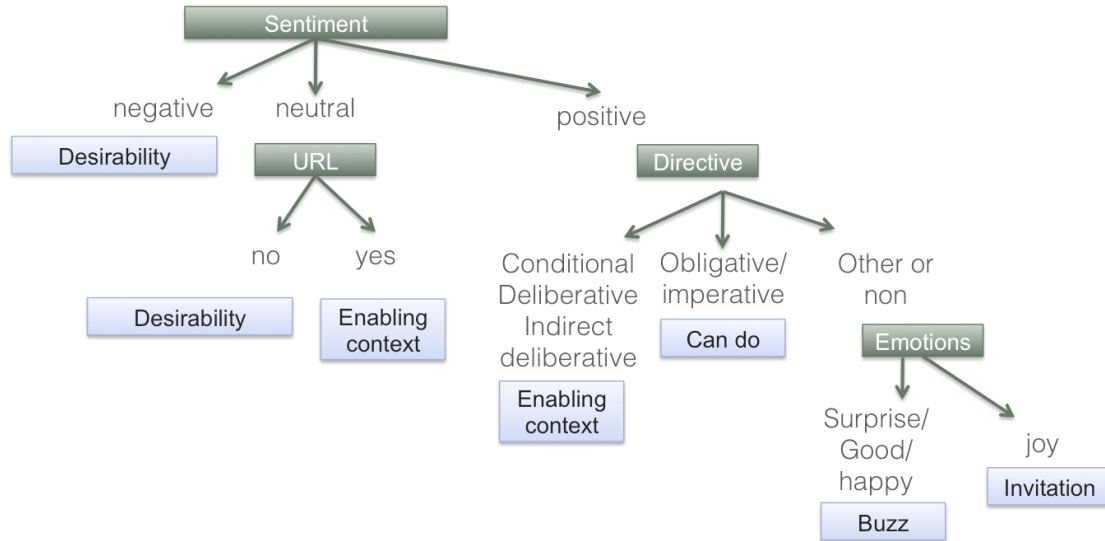 Sentiment
negative
neutral
positive
Desirability
URL
Directive
no
yes
Conditional
Deliberative
Indirect
deliberative
Obligative/
imperative
Other or
non
Desirability
Enabling
context
Can do
Emotions
Enabling
context
Surprise/
Good/
happy
joy
Buzz
Invitation